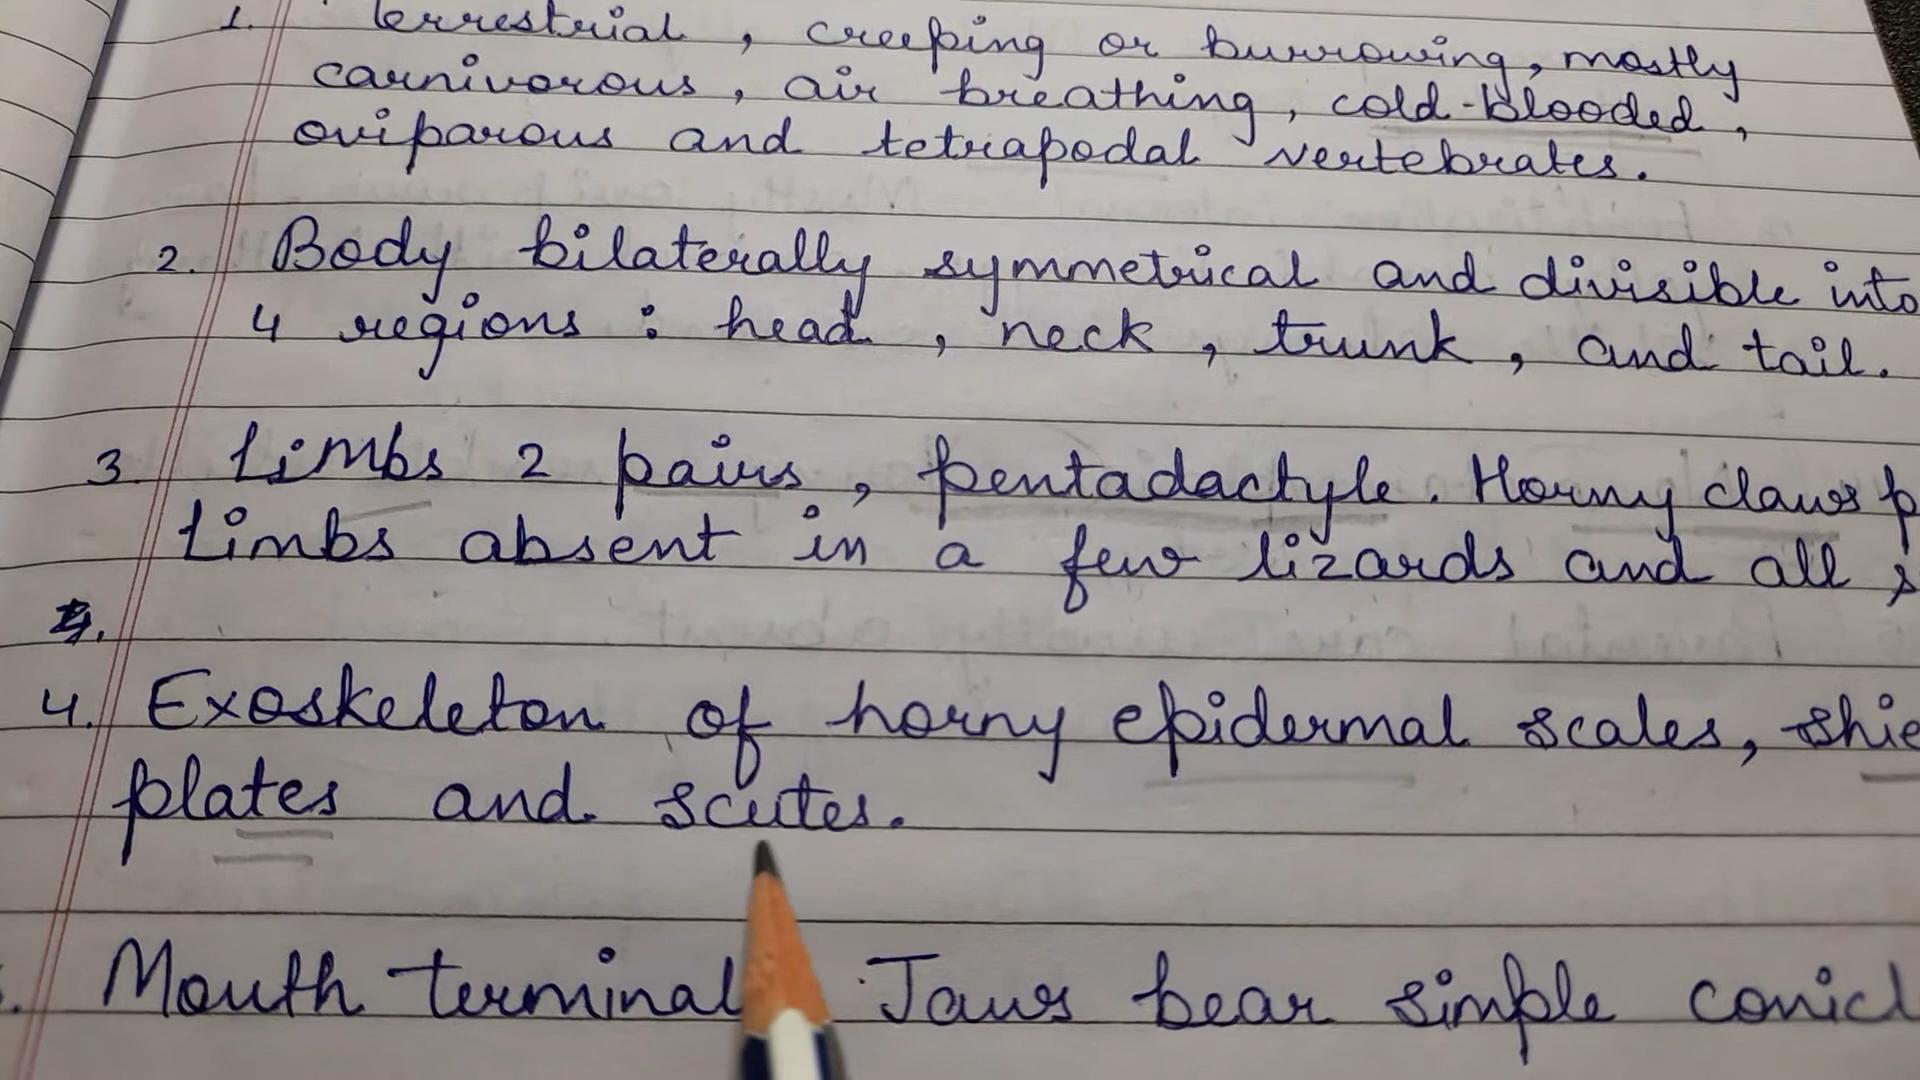 1. Terrestrial, creeping or burrowing, mostly
carnivorous, air breathing, cold-blooded,
oviparous and tetrapodal vertebrates.
2. Body bilaterally symmetrical and divisible into
4 regions : head, neck, trunk, and tail.
3. Limbs 2 pairs, pentadactyle. Horny claws
Limbs absent in a few lizards and all
4. Exoskeleton of horny epidermal scales,
plates and scutes.
Mouth terminal Jaws bear simple